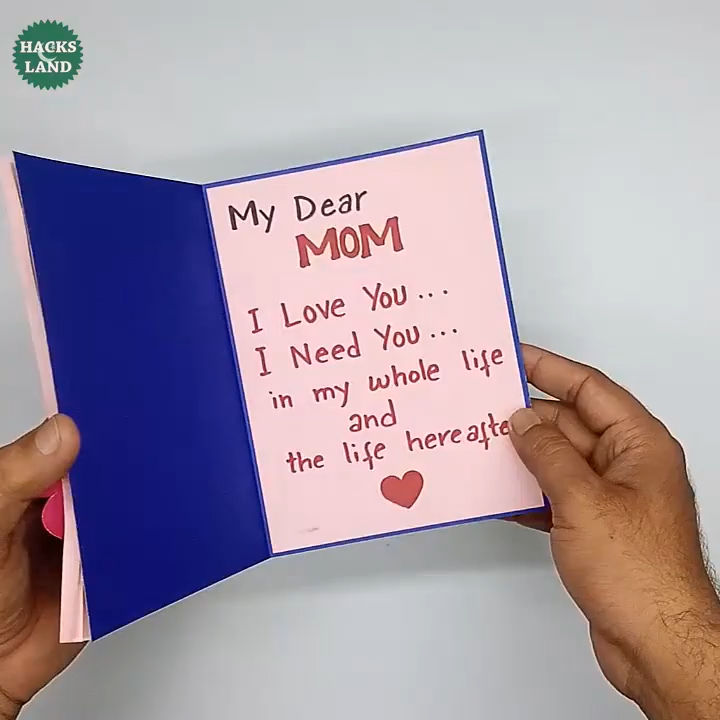 HACKS
LAND
My Dear
MOM
I Love You...
I Need You...
in my whole life
and
the life hereafte